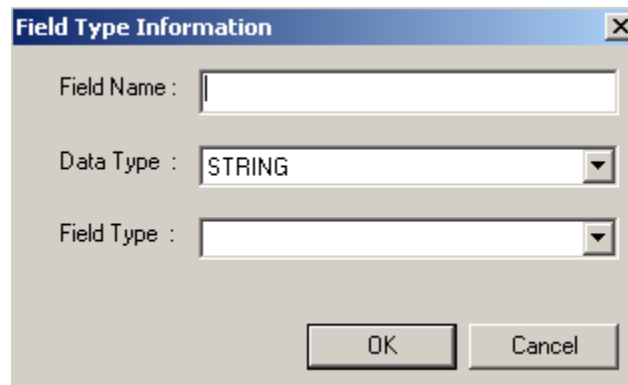 Field Type Information
Field Name :
Data Type : STRING
Field Type :
OK Cancel